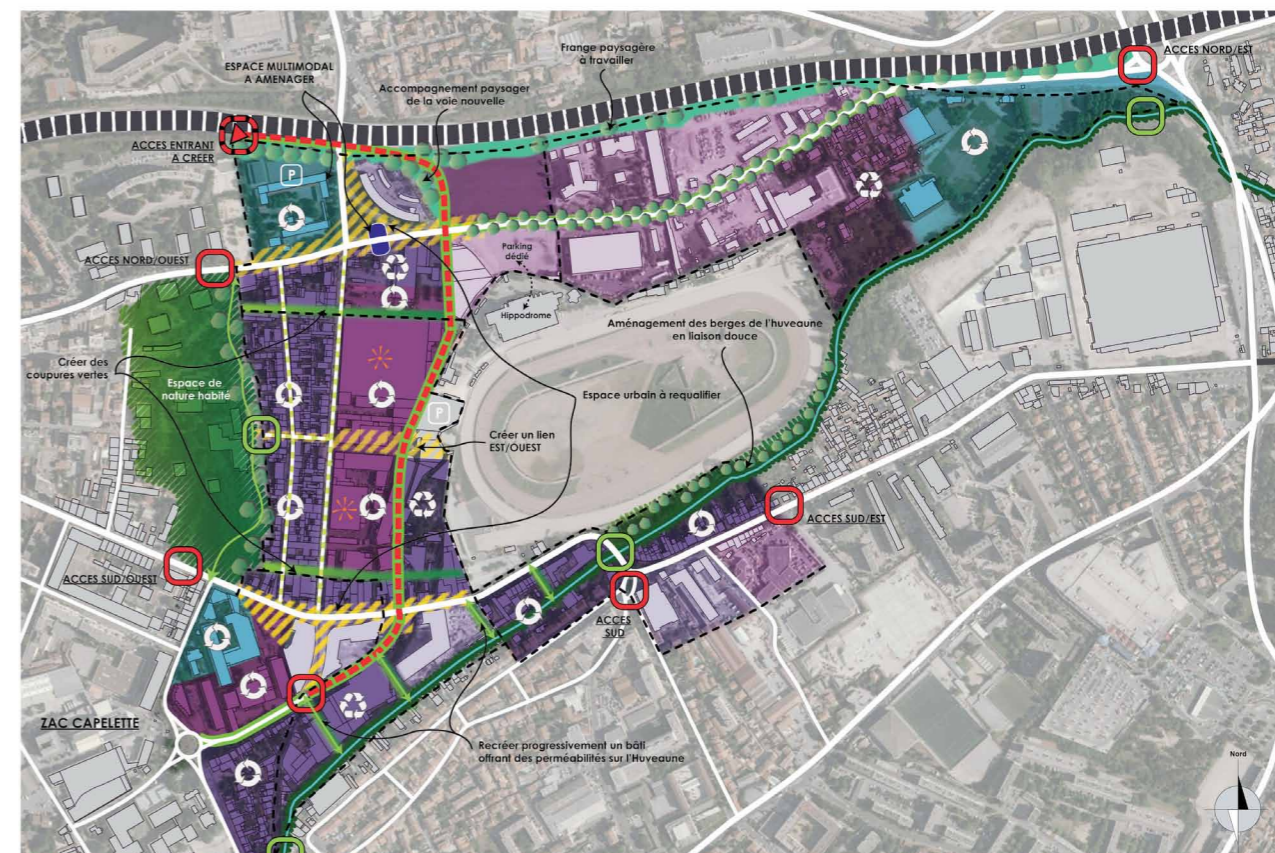 ACCES NORD/EST
Frange paysagère
à travailler
ESPACE MULTIMODAL
A AMENAGER
Accompagnement paysager
de la voie nouvelle
ACCES ENTRANT
A CRÉER
P
ACCES NORD/OUEST
Parking
dédié
Hippodrome
Aménagement des berges de l'huveaune
en liaison douce
Créer des
coupures vertes
Espace de
nature habité
Espace urbain à requalifier
P
Créer un lien
EST/OUEST
ACCES SUD/EST
ACCES SUD/OUEST
ACCES
SUD
ZAC CAPELETTE
Recréer progressivement un bâti
offrant des perméabilités sur l'Huveaune
Nord